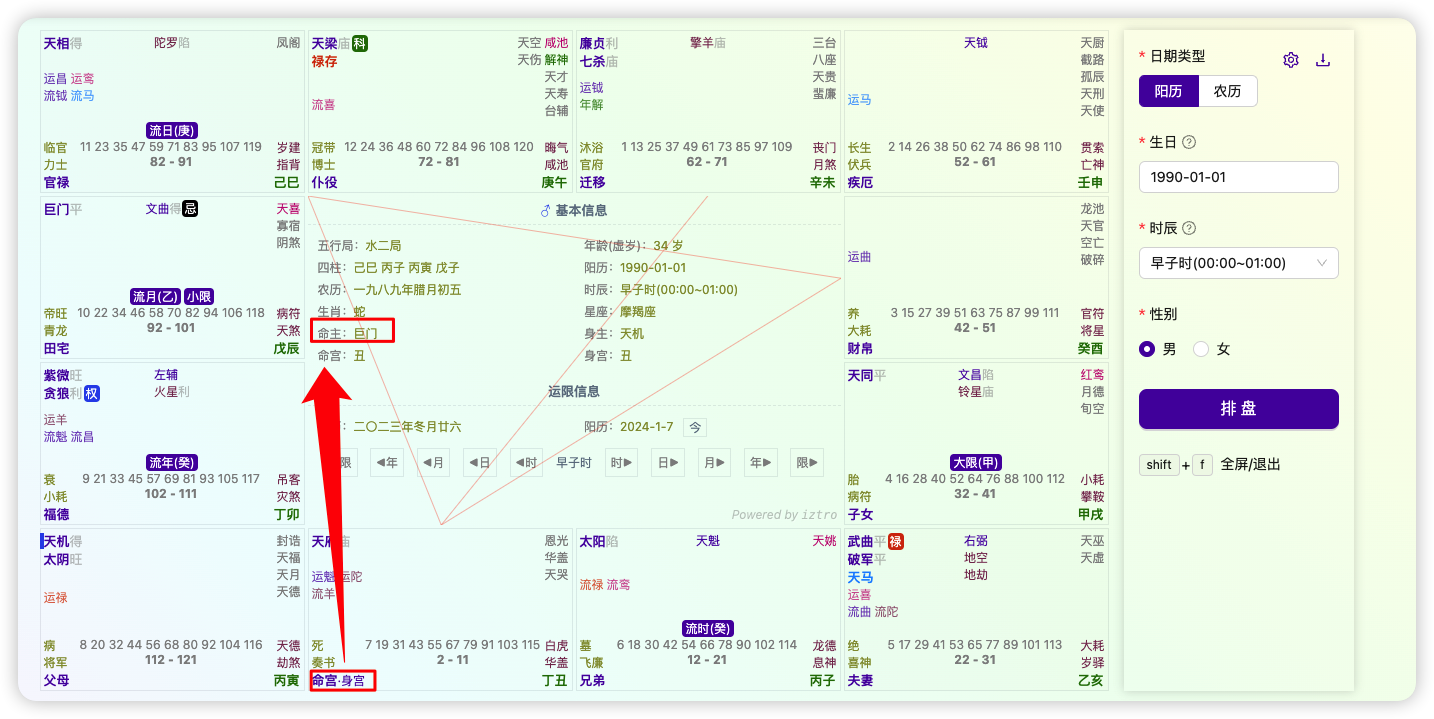 天相得 陀罗陷 凤阁
运昌 运鸾
流钺 流马
流日(庚)
临官 11 23 35 47 59 71 83 95 107 119 岁建
力士 82 - 91 指背
官禄 己巳
天梁庙科 天空 咸池
禄存 天伤 解神
天才
天寿
流喜 台辅
冠带 12 24 36 48 60 72 84 96 108 120 晦气
博士 72 - 81 咸池
仆役 庚午
廉贞利 擎羊庙 三台
七杀庙 八座
天贵
运钺 蜚廉
年解
沐浴 1 13 25 37 49 61 73 85 97 109 丧门
官府 62 - 71 月煞
迁移 辛未
天钺 天厨
截路
孤辰
天刑
运马 天使
长生 2 14 26 38 50 62 74 86 98 110 贯索
伏兵 52 - 61 亡神
疾厄 壬申
巨门平 文曲得忌 天喜
寡宿
阴煞
流月(乙) 小限
帝旺 10 22 34 46 58 70 82 94 106 118 病符
青龙 92 - 101 天煞
田宅 戊辰
♂ 基本信息
五行局：水二局 年龄(虚岁)：34 岁
四柱：己巳 丙子 丙寅 戊子 阳历：1990-01-01
农历：一九八九年腊月初五 时辰：早子时(00:00~01:00)
生肖：蛇 星座：摩羯座
命主：巨门 身主：天机
命宫：丑 身宫：丑
运限信息
：二〇二三年冬月廿六 阳历：2024-1-7 今
限 ◀年 ◀月 ◀日 ◀时 早子时 时▶ 日▶ 月▶ 年▶ 限▶
Powered by iztro
龙池
天官
空亡
运曲 破碎
养 3 15 27 39 51 63 75 87 99 111 官符
大耗 42 - 51 将星
财帛 癸酉
紫微旺 左辅
贪狼利权 火星利
运羊
流魁 流昌
流年(癸)
衰 9 21 33 45 57 69 81 93 105 117 吊客
小耗 102 - 111 灾煞
福德 丁卯
天同平 文昌陷 红鸾
铃星庙 月德
旬空
大限(甲)
胎 4 16 28 40 52 64 76 88 100 112 小耗
病符 32 - 41 攀鞍
子女 甲戌
天机得 封诰
太阴旺 天福
天月
天德
运禄
病 8 20 32 44 56 68 80 92 104 116 天德
将军 112 - 121 劫煞
父母 丙寅
天府庙 恩光
华盖
运魁 运陀 天哭
流羊
死 7 19 31 43 55 67 79 91 103 115 白虎
奏书 2 - 11 华盖
命宫·身宫 丁丑
太阳陷 天魁 天姚
流禄 流鸾
流时(癸)
墓 6 18 30 42 54 66 78 90 102 114 龙德
飞廉 12 - 21 息神
兄弟 丙子
武曲平禄 右弼 天巫
破军平 地空 天虚
天马 地劫
运喜
流曲 流陀
绝 5 17 29 41 53 65 77 89 101 113 大耗
喜神 22 - 31 岁驿
夫妻 乙亥
* 日期类型
阳历 农历
* 生日
1990-01-01
* 时辰
早子时(00:00~01:00)
* 性别
男 女
排 盘
shift + f 全屏/退出